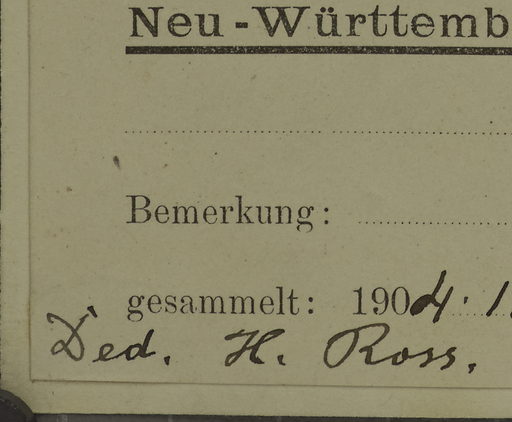 Neu-Württemb
Bemerkung:
gesammelt: 1904. 1.
Ded. H. Ross.